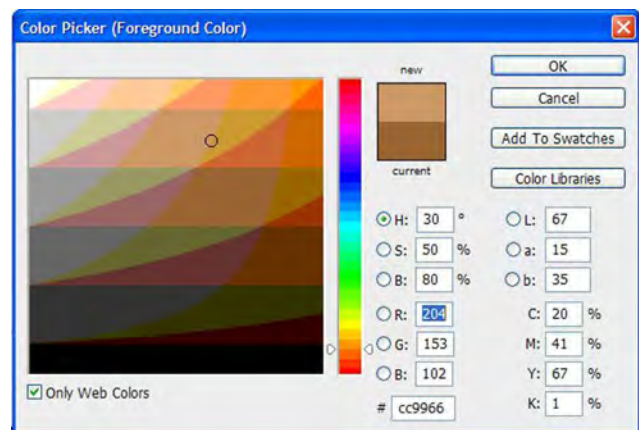 Color Picker (Foreground Color)
new
current
OK
Cancel
Add To Swatches
Color Libraries
H: 30 °
S: 50 %
B: 80 %
R: 204
G: 153
B: 102
# cc9966
L: 67
a: 15
b: 35
C: 20 %
M: 41 %
Y: 67 %
K: 1 %
Only Web Colors